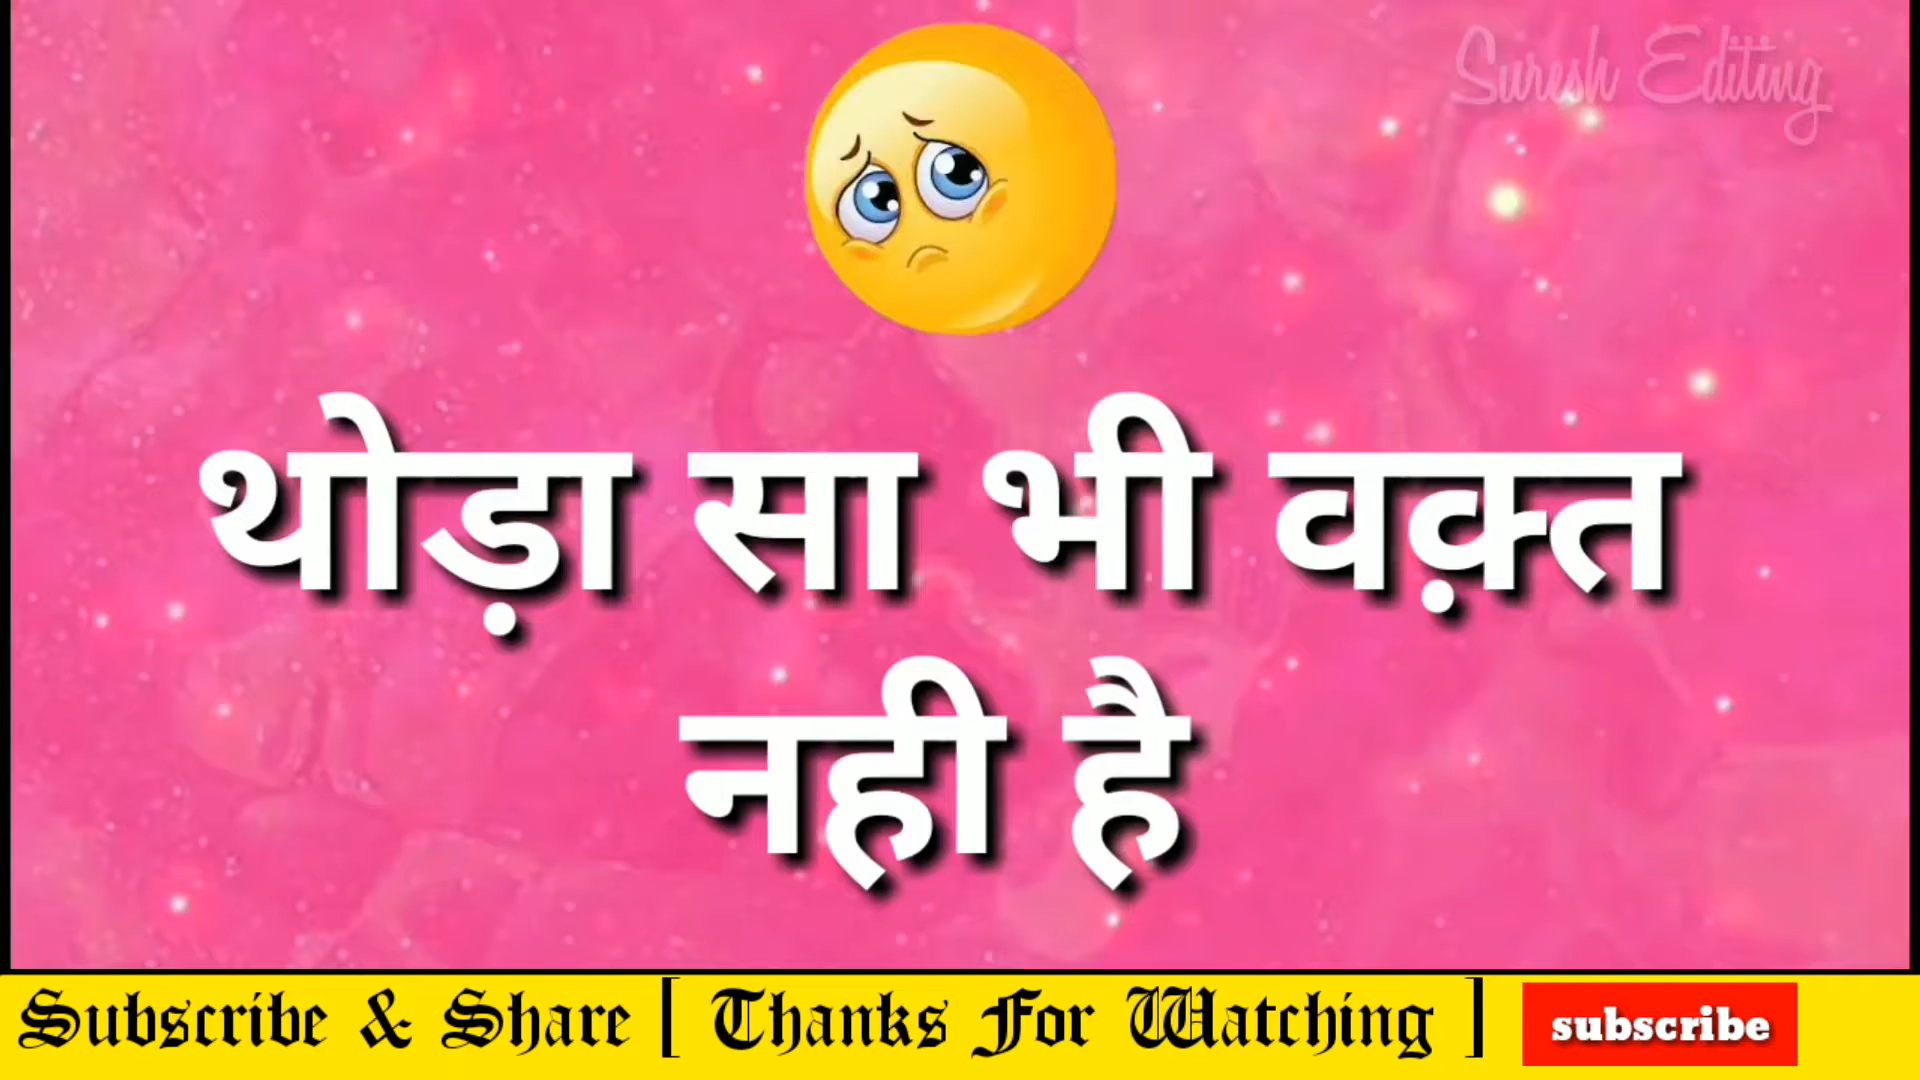 Suresh Editing
थोड़ा सा भी वक़्त
नही है
Subscribe & Share [ Thanks For Watching ]
subscribe